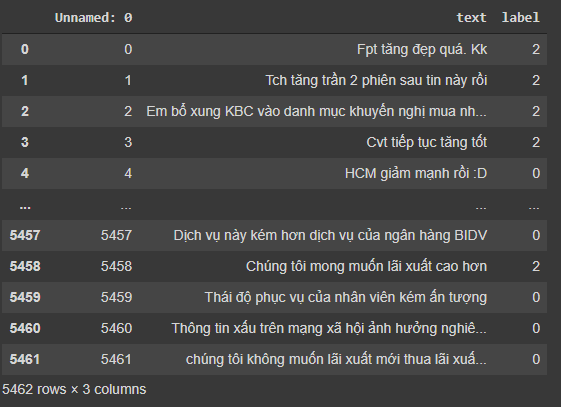 Unnamed: 0 text label
0 0 Fpt tăng đẹp quá. Kk 2
1 1 Tch tăng trần 2 phiên sau tin này rồi 2
2 2 Em bổ xung KBC vào danh mục khuyến nghị mua nh... 2
3 3 Cvt tiếp tục tăng tốt 2
4 4 HCM giảm mạnh rồi :D 0
... ... ... ...
5457 5457 Dịch vụ này kém hơn dịch vụ của ngân hàng BIDV 0
5458 5458 Chúng tôi mong muốn lãi xuất cao hơn 2
5459 5459 Thái độ phục vụ của nhân viên kém ấn tượng 0
5460 5460 Thông tin xấu trên mạng xã hội ảnh hưởng nghiê... 0
5461 5461 chúng tôi không muốn lãi xuất mới thua lãi xuấ... 0
5462 rows × 3 columns